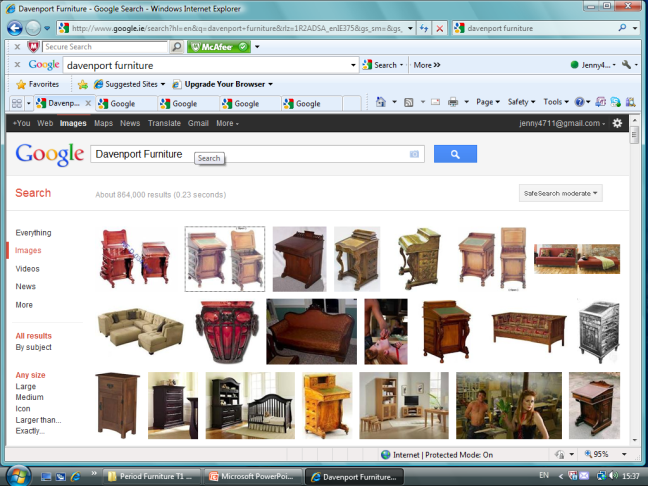 Davenport Furniture - Google Search - Windows Internet Explorer
http://www.google.ie/search?hl=en&q=davenport+furniture&rlz=1R2ADSA_enIE375&gs_sm=&gs_
davenport furniture
Secure Search McAfee
Google davenport furniture Search More »
Jenny4...
Favorites Suggested Sites Upgrade Your Browser
Davenp... Google Google Google Google
Page Safety Tools
+You Web Images Maps News Translate Gmail More
jenny4711@gmail.com
Google Davenport Furniture
Search
Search About 864,000 results (0.23 seconds)
SafeSearch moderate
Everything
Images
Videos
News
More
All results
By subject
Any size
Large
Medium
Icon
Larger than...
Exactly...
Internet | Protected Mode: On
95%
Period Furniture T1 ... Microsoft PowerPoi... Davenport Furniture...
EN
15:37